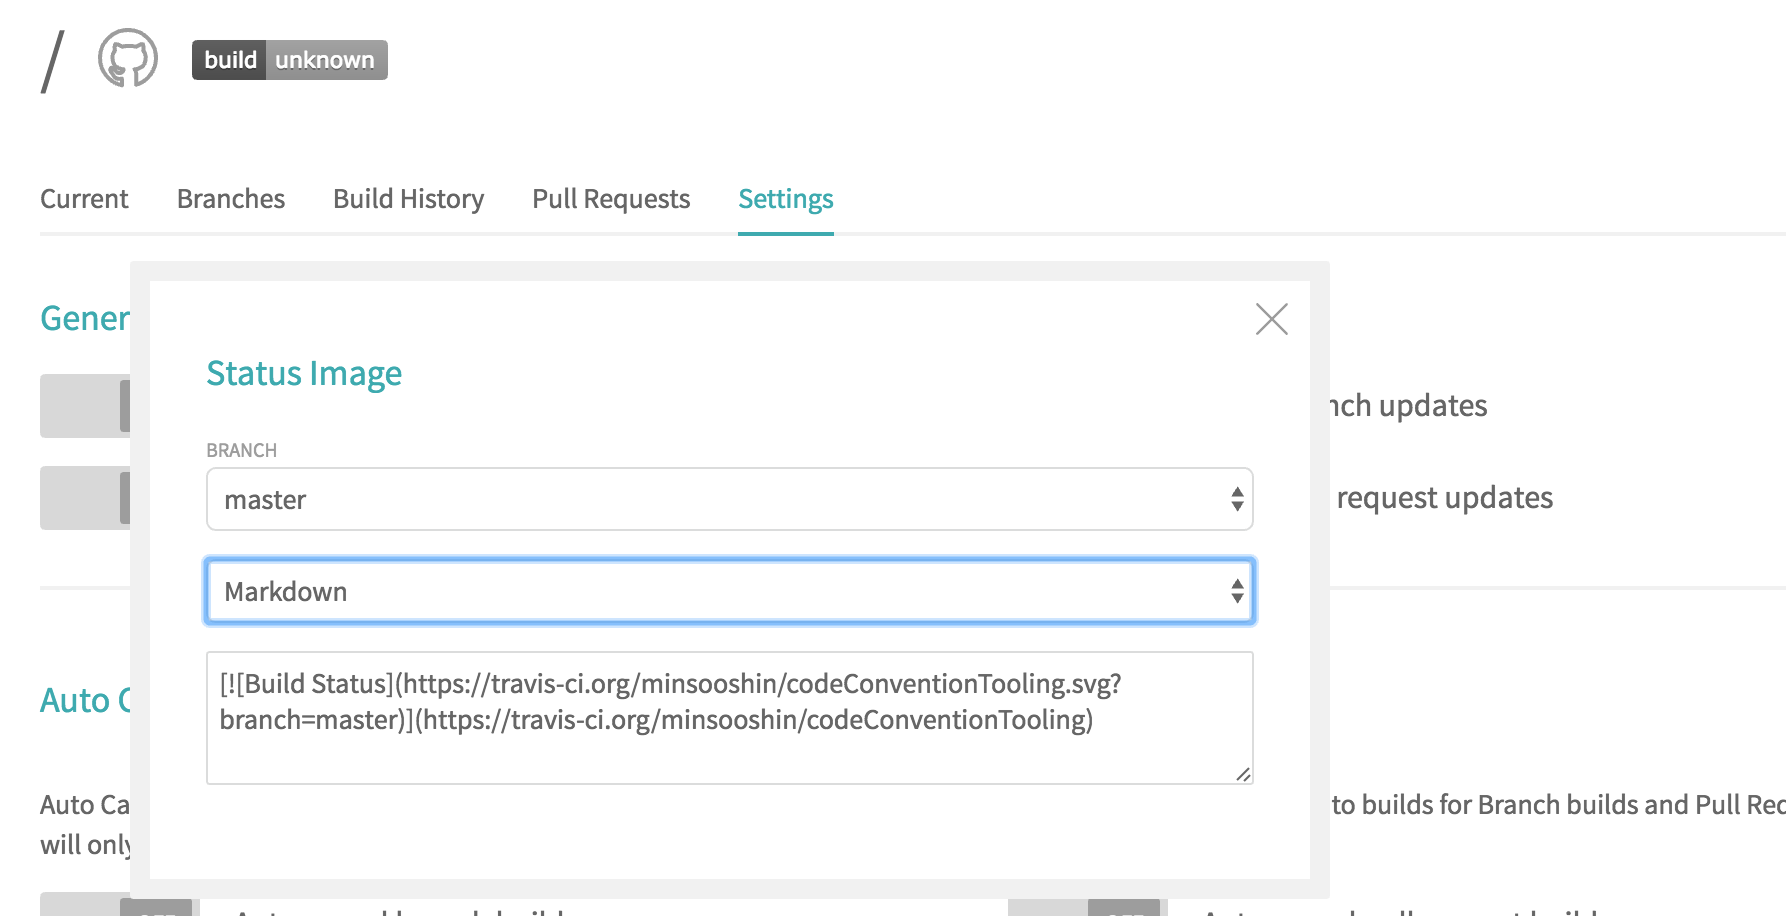 / build unknown
Current Branches Build History Pull Requests Settings
Gener
Status Image
nch updates
BRANCH
master
request updates
Markdown
[![Build Status](https://travis-ci.org/minsooshin/codeConventionTooling.svg?
branch=master)](https://travis-ci.org/minsooshin/codeConventionTooling)
Auto C
Auto Ca
to builds for Branch builds and Pull Rec
will only